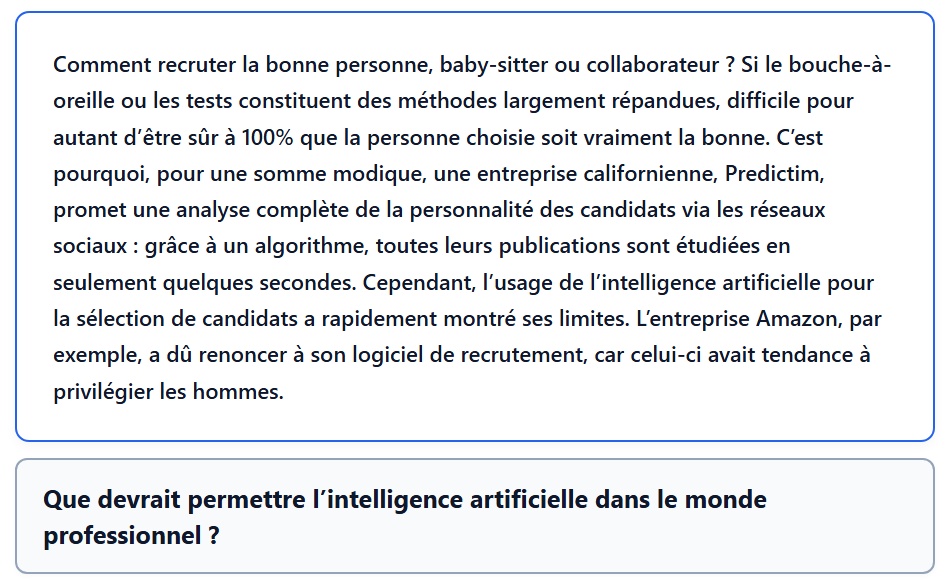 Comment recruter la bonne personne, baby-sitter ou collaborateur ? Si le bouche-à-
oreille ou les tests constituent des méthodes largement répandues, difficile pour
autant d’être sûr à 100% que la personne choisie soit vraiment la bonne. C’est
pourquoi, pour une somme modique, une entreprise californienne, Predictim,
promet une analyse complète de la personnalité des candidats via les réseaux
sociaux : grâce à un algorithme, toutes leurs publications sont étudiées en
seulement quelques secondes. Cependant, l’usage de l’intelligence artificielle pour
la sélection de candidats a rapidement montré ses limites. L’entreprise Amazon, par
exemple, a dû renoncer à son logiciel de recrutement, car celui-ci avait tendance à
privilégier les hommes.
Que devrait permettre l’intelligence artificielle dans le monde
professionnel ?